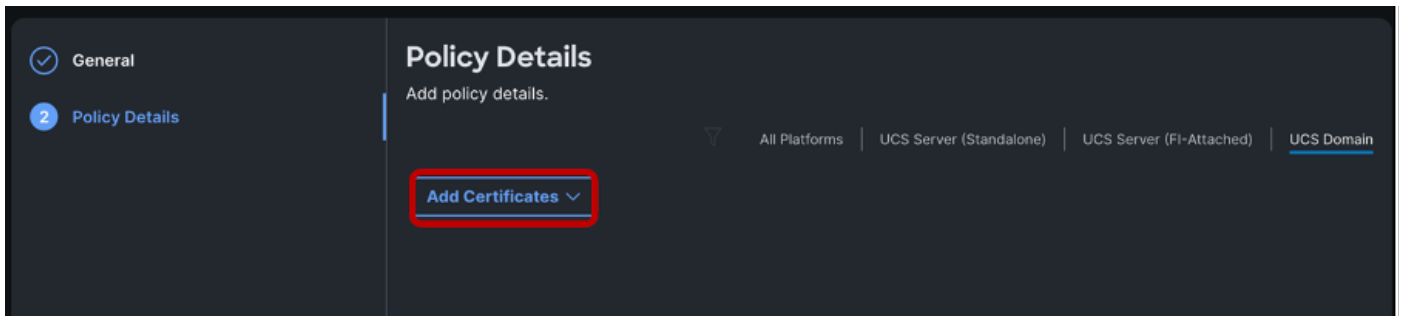 General
2 Policy Details
Policy Details
Add policy details.
All Platforms UCS Server (Standalone) UCS Server (FI-Attached) UCS Domain
Add Certificates